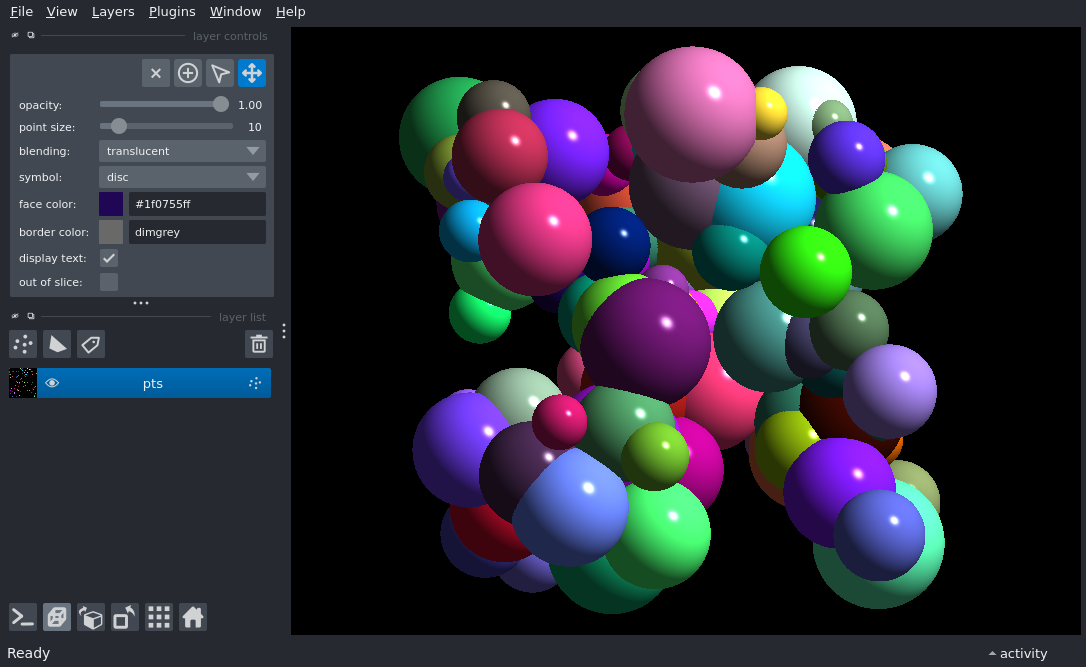 File View Layers Plugins Window Help
layer controls
opacity: 1.00
point size: 10
blending: translucent
symbol: disc
face color: #1f0755ff
border color: dimgrey
display text:
out of slice:
layer list
pts
Ready
activity